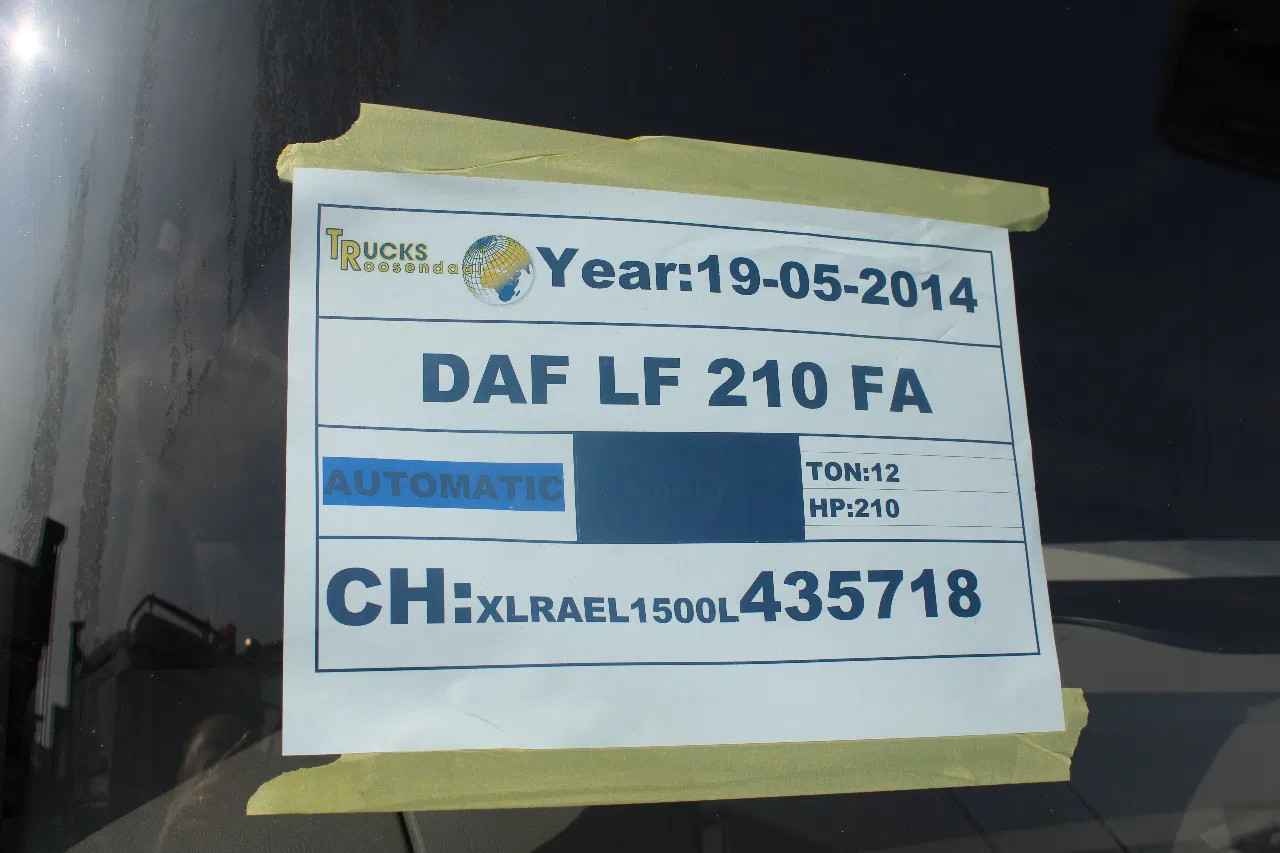 TRUCKS
Roosendaal
Year:19-05-2014
DAF LF 210 FA
AUTOMATIC
TON:12
HP:210
CH:XLRAEL1500L435718